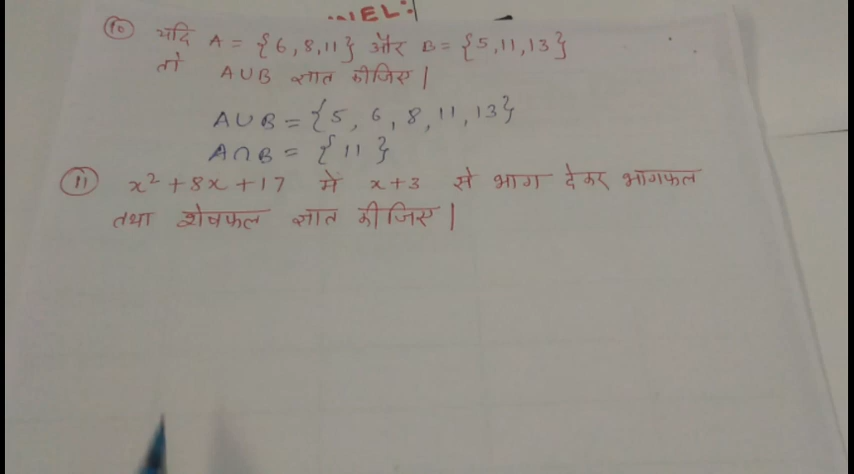 ⑩ यदि A = {6, 8, 11} और B = {5, 11, 13}
तो A∪B ज्ञात कीजिए |
A∪B = {5, 6, 8, 11, 13}
A∩B = {11}
⑪ x² + 8x + 17 में x+3 से भाग देकर भागफल
तथा शेषफल ज्ञात कीजिए |